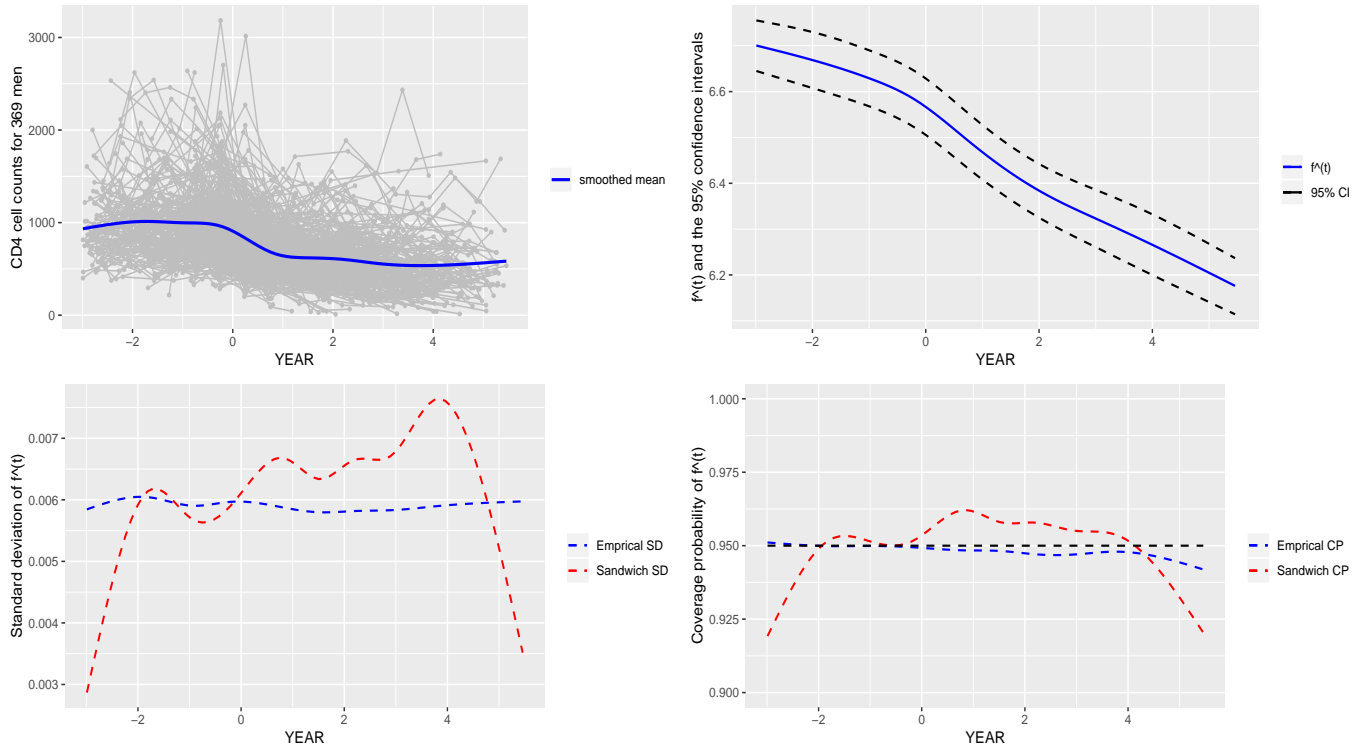 CD4 cell counts for 369 men
3000
2000
1000
0
−2
0
2
4
YEAR
smoothed mean
f^(t) and the 95% confidence intervals
6.6
6.4
6.2
−2
0
2
4
YEAR
f^(t)
95% CI
Standard deviation of f^(t)
0.007
0.006
0.005
0.004
0.003
−2
0
2
4
YEAR
Emprical SD
Sandwich SD
Coverage probability of f^(t)
1.000
0.975
0.950
0.925
0.900
−2
0
2
4
YEAR
Emprical CP
Sandwich CP